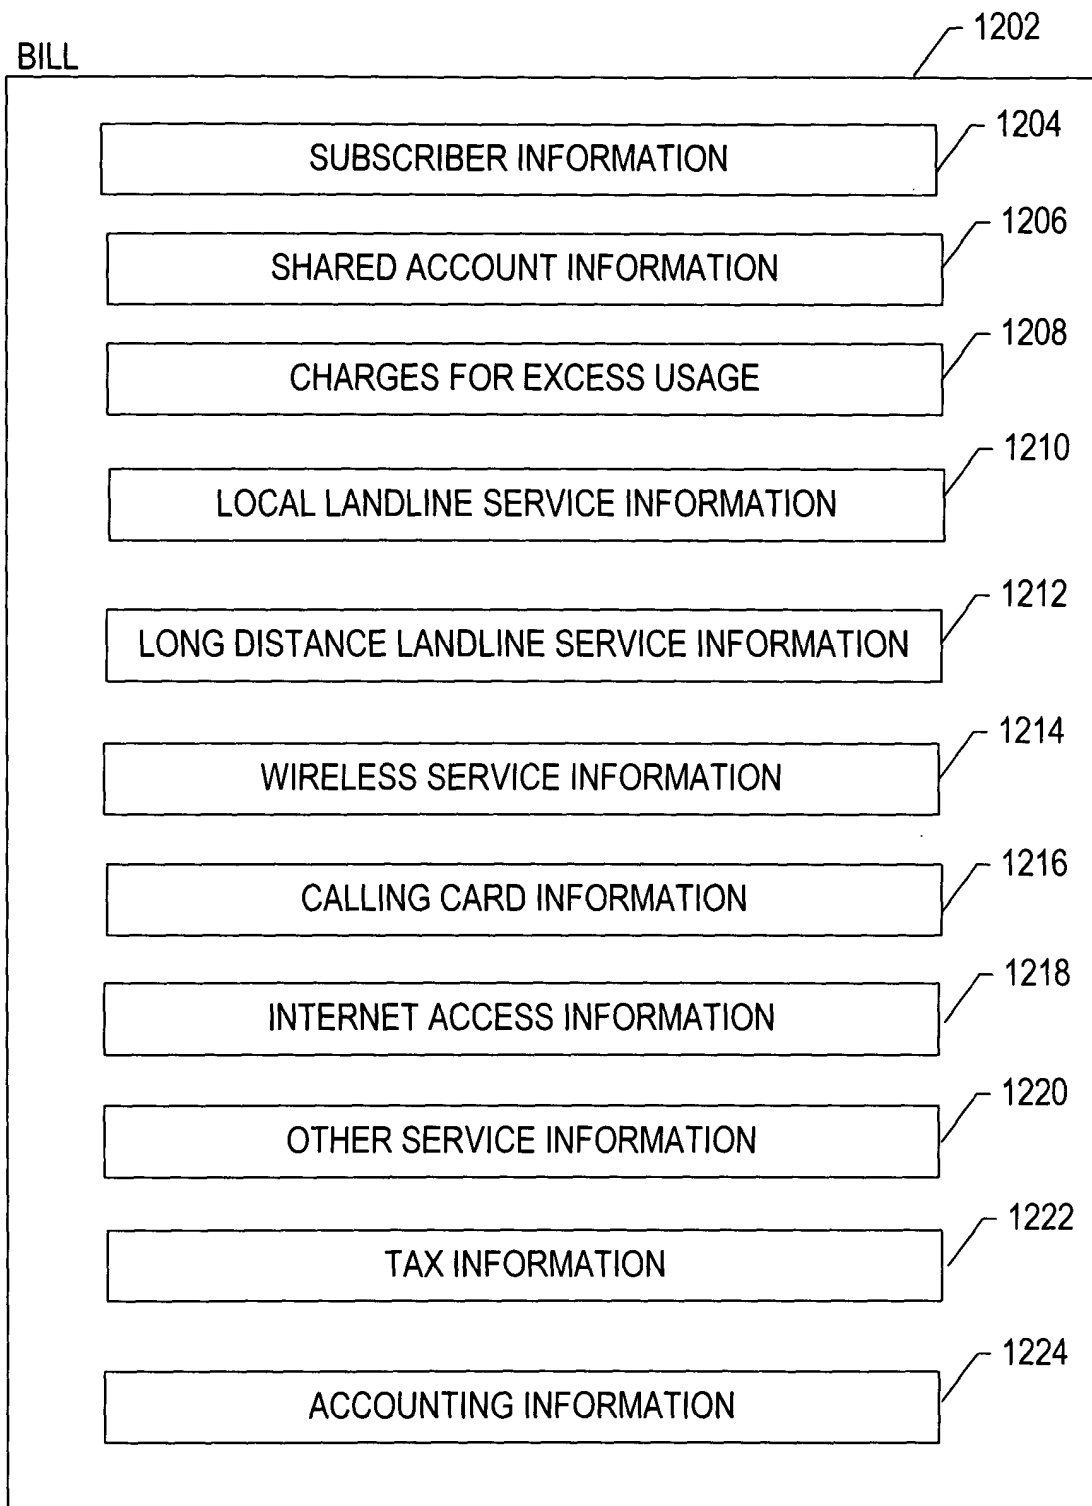 1202
BILL
1204
SUBSCRIBER INFORMATION
1206
SHARED ACCOUNT INFORMATION
1208
CHARGES FOR EXCESS USAGE
1210
LOCAL LANDLINE SERVICE INFORMATION
1212
LONG DISTANCE LANDLINE SERVICE INFORMATION
1214
WIRELESS SERVICE INFORMATION
1216
CALLING CARD INFORMATION
1218
INTERNET ACCESS INFORMATION
1220
OTHER SERVICE INFORMATION
1222
TAX INFORMATION
1224
ACCOUNTING INFORMATION